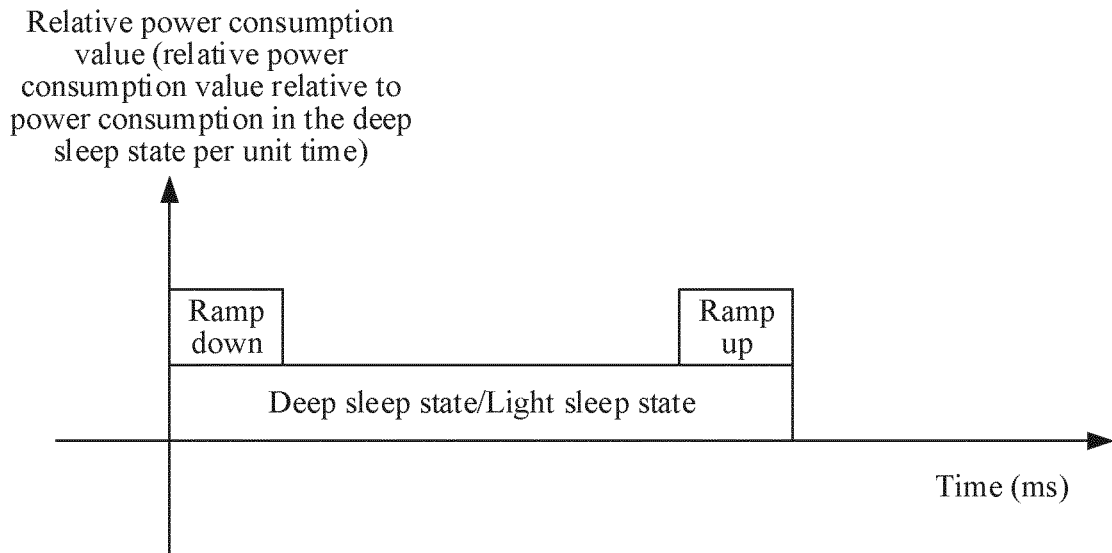 Relative power consumption
value (relative power
consumption value relative to
power consumption in the deep
sleep state per unit time)
Ramp
down
Ramp
up
Deep sleep state/Light sleep state
Time (ms)